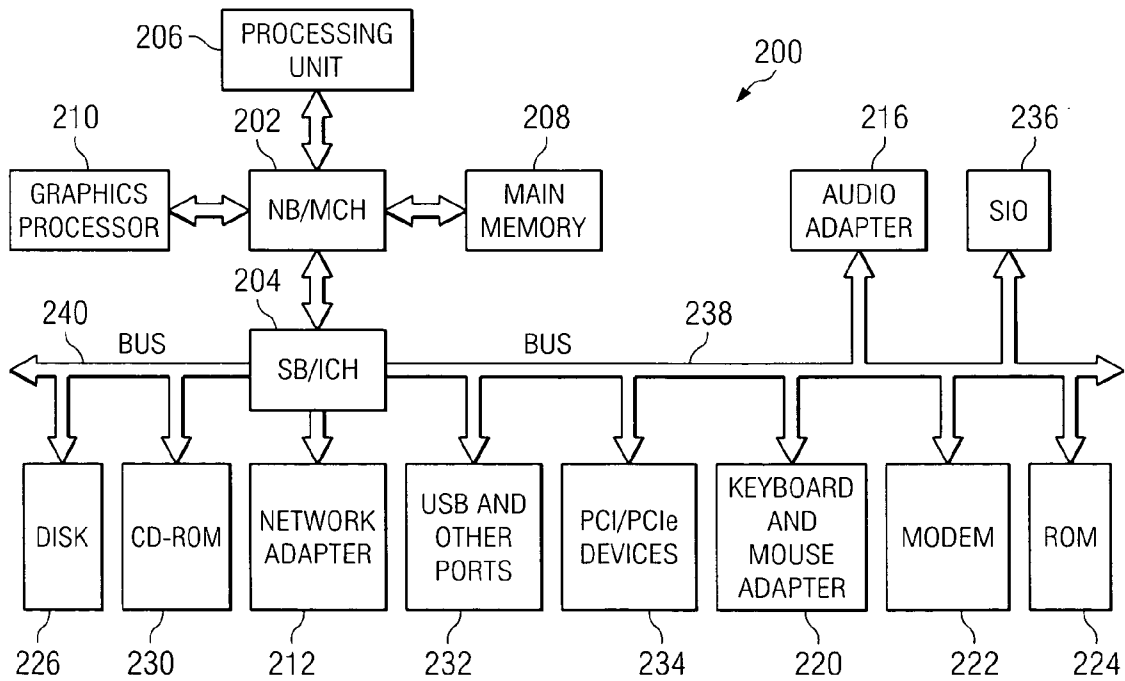 206
PROCESSING
UNIT
200
210
202
208
216
236
GRAPHICS
PROCESSOR
NB/MCH
MAIN
MEMORY
AUDIO
ADAPTER
SIO
204
240
BUS
SB/ICH
BUS
238
DISK
CD-ROM
NETWORK
ADAPTER
USB AND
OTHER
PORTS
PCI/PCIe
DEVICES
KEYBOARD
AND
MOUSE
ADAPTER
MODEM
ROM
226
230
212
232
234
220
222
224